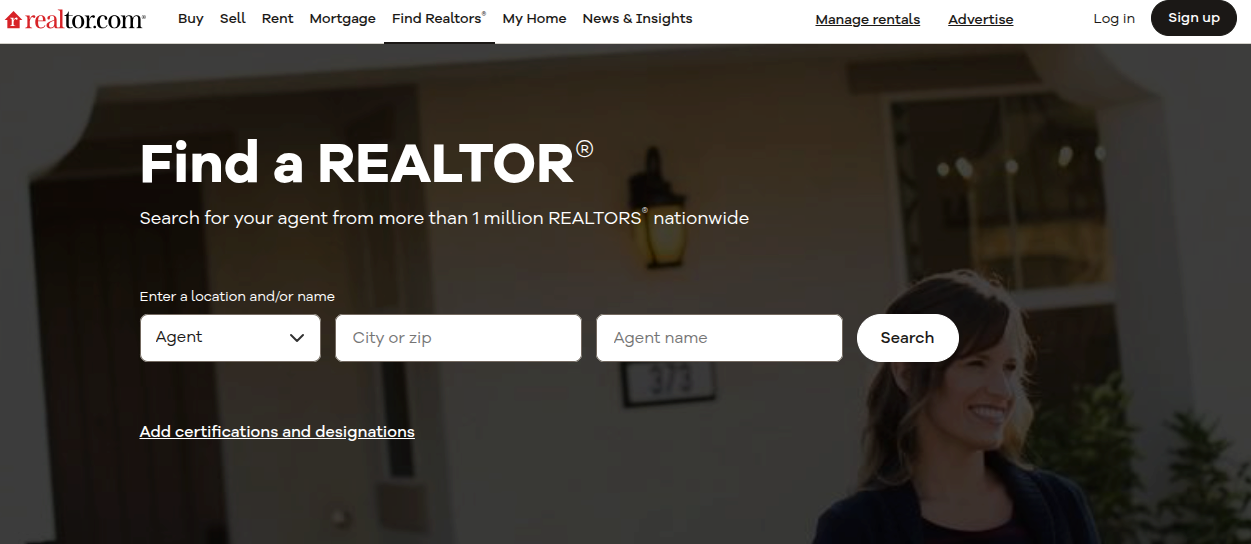 realtor.com® Buy Sell Rent Mortgage Find Realtors® My Home News & Insights Manage rentals Advertise Log in Sign up
Find a REALTOR®
Search for your agent from more than 1 million REALTORS® nationwide
Enter a location and/or name
Agent City or zip Agent name Search
373
Add certifications and designations